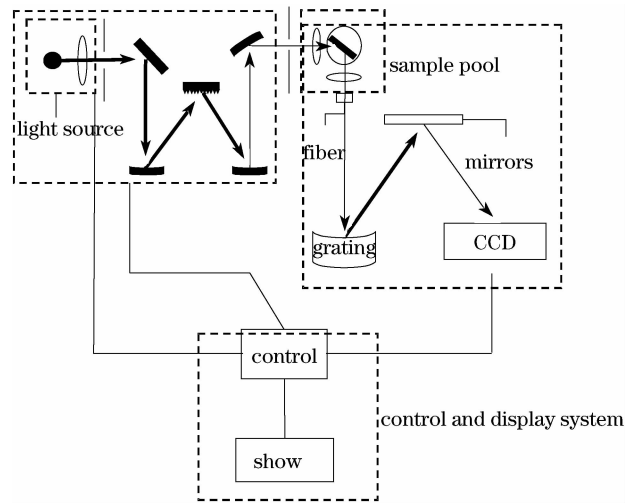 light source
sample pool
fiber
mirrors
grating
CCD
control
control and display system
show